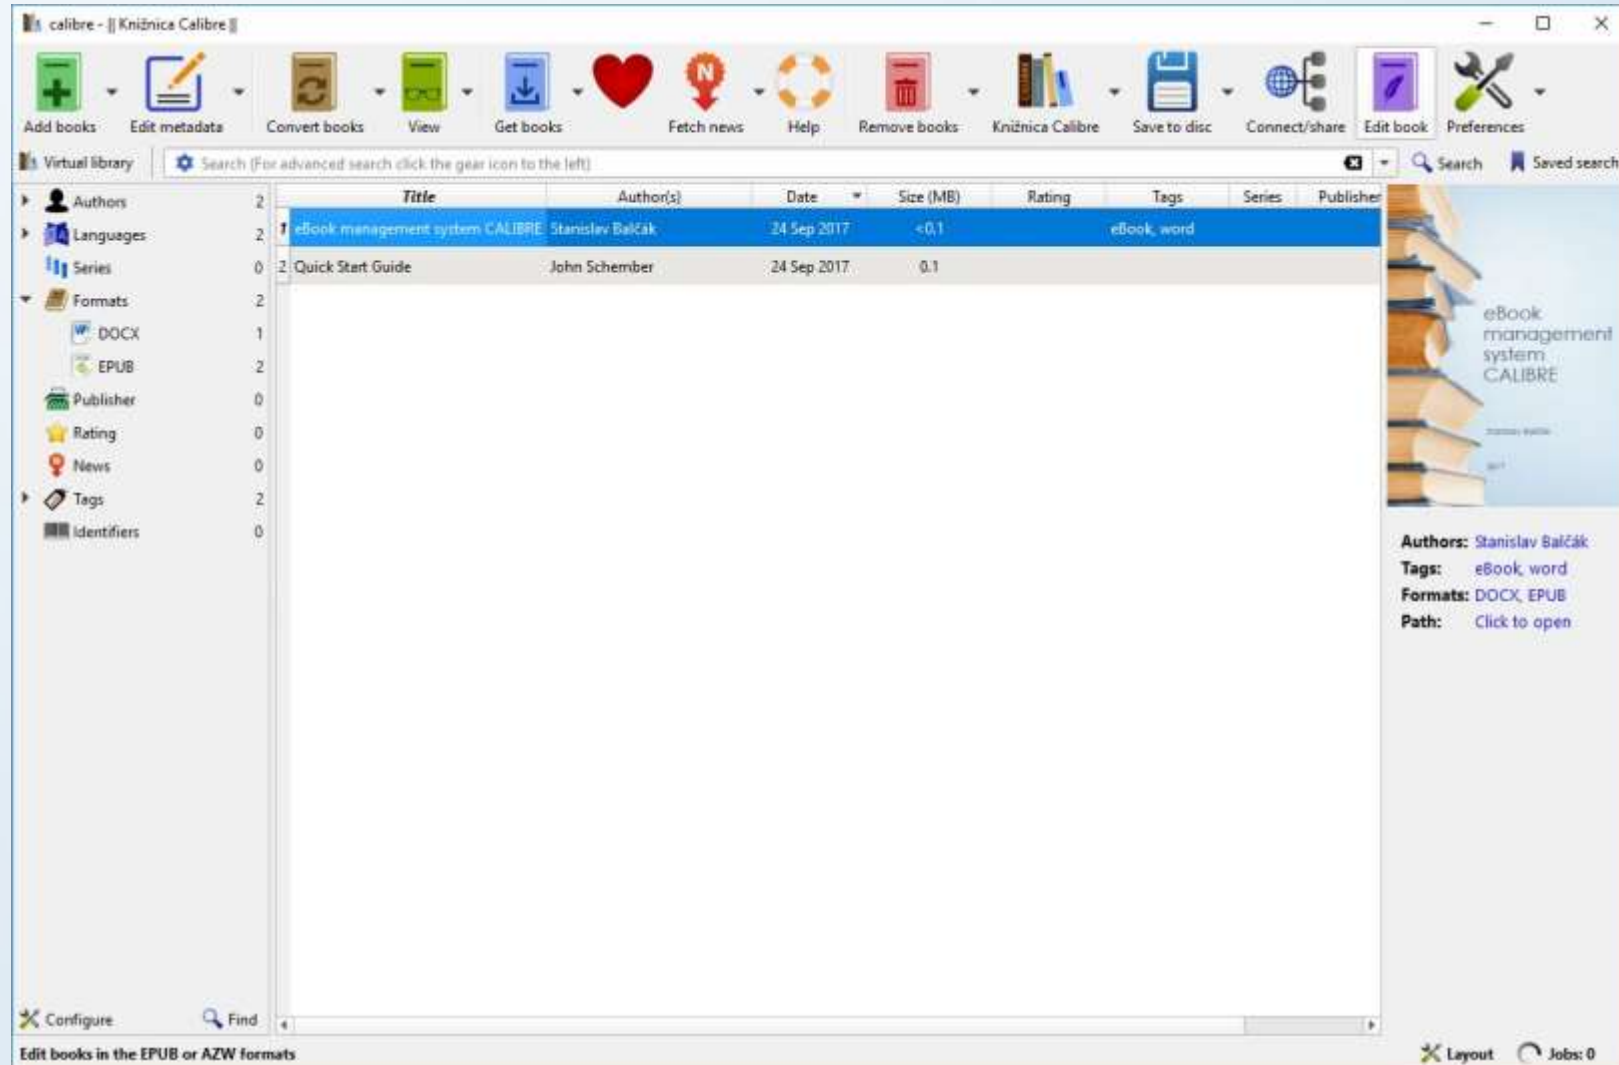 calibre - || Knižnica Calibre ||
Add books Edit metadata Convert books View Get books Fetch news Help Remove books Knižnica Calibre Save to disc Connect/share Edit book Preferences
Virtual library Search (For advanced search click the gear icon to the left) Search Saved search
Authors 2
Languages 2
Series 0
Formats 2
DOCX 1
EPUB 2
Publisher 0
Rating 0
News 0
Tags 2
Identifiers 0
Title Author(s) Date Size (MB) Rating Tags Series Publisher
1 eBook management system CALIBRE Stanislav Balčák 24 Sep 2017 <0,1 eBook, word
2 Quick Start Guide John Schember 24 Sep 2017 0.1
eBook
management
system
CALIBRE
Authors: Stanislav Balčák
Tags: eBook, word
Formats: DOCX, EPUB
Path: Click to open
Configure Find
Edit books in the EPUB or AZW formats
Layout Jobs: 0